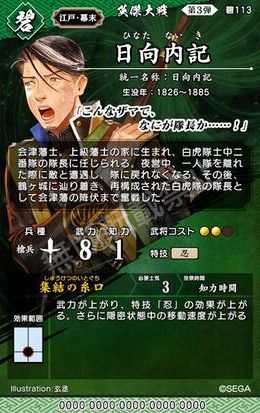 碧
江戸・幕末
英傑大戦
第3弾
碧113
ひなた ない き
日向内記
統一名称:日向内記
生没年:1826~1885
「こんなザマで、
なにが隊長か……!」
会津藩士。上級藩士の家に生まれ、白虎隊士中二
番隊の隊長に任じられる。夜営中、一人隊を離れ
た際に敵と遭遇し、隊に戻れなくなる。その後、
鶴ヶ城に辿り着き、再構成された白虎隊の隊長と
して会津藩の降伏まで奮戦した。
兵種 武力 知力 武将コスト
槍兵 8 1 特技 忍
しゅうけつのいとぐち 必要士気 効果時間
集結の糸口 3 知力時間
効果範囲
武力が上がり、特技「忍」の効果が上が
る。さらに隠密状態中の移動速度が上がる
Illustration:玄丞
©SEGA
0000-0000-0000-0000-0000